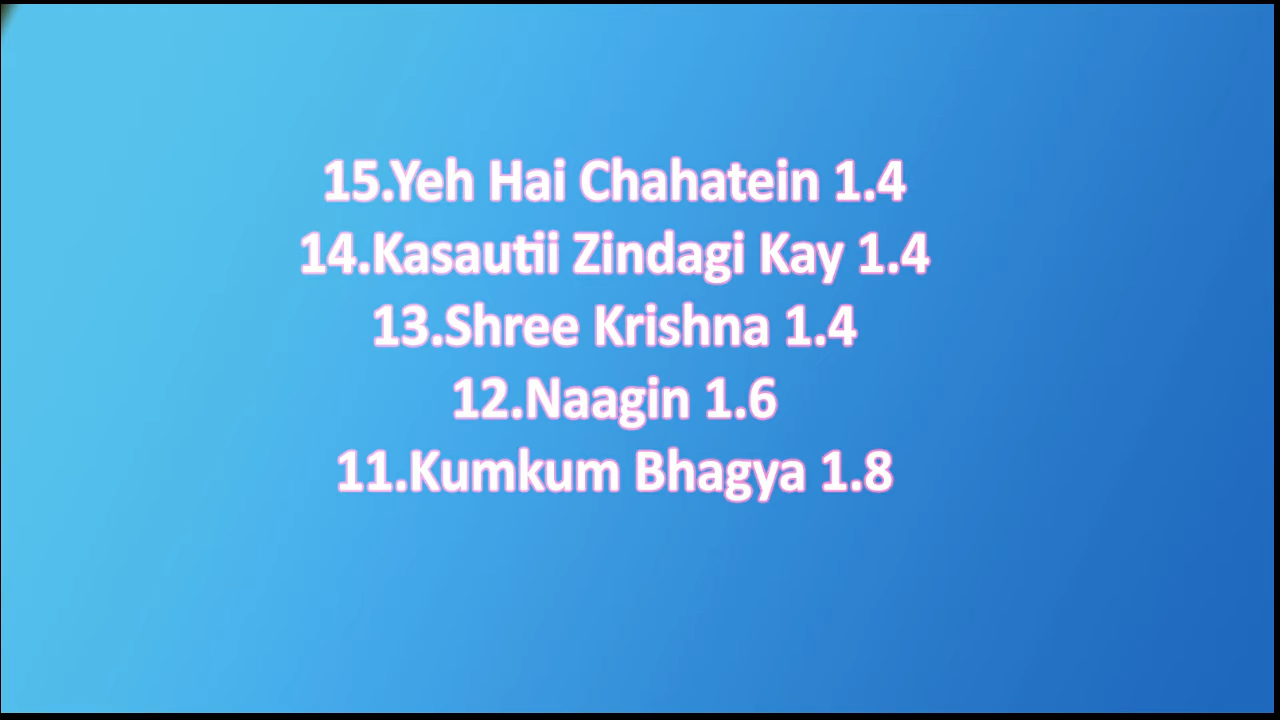 15.Yeh Hai Chahatein 1.4
14.Kasautii Zindagi Kay 1.4
13.Shree Krishna 1.4
12.Naagin 1.6
11.Kumkum Bhagya 1.8